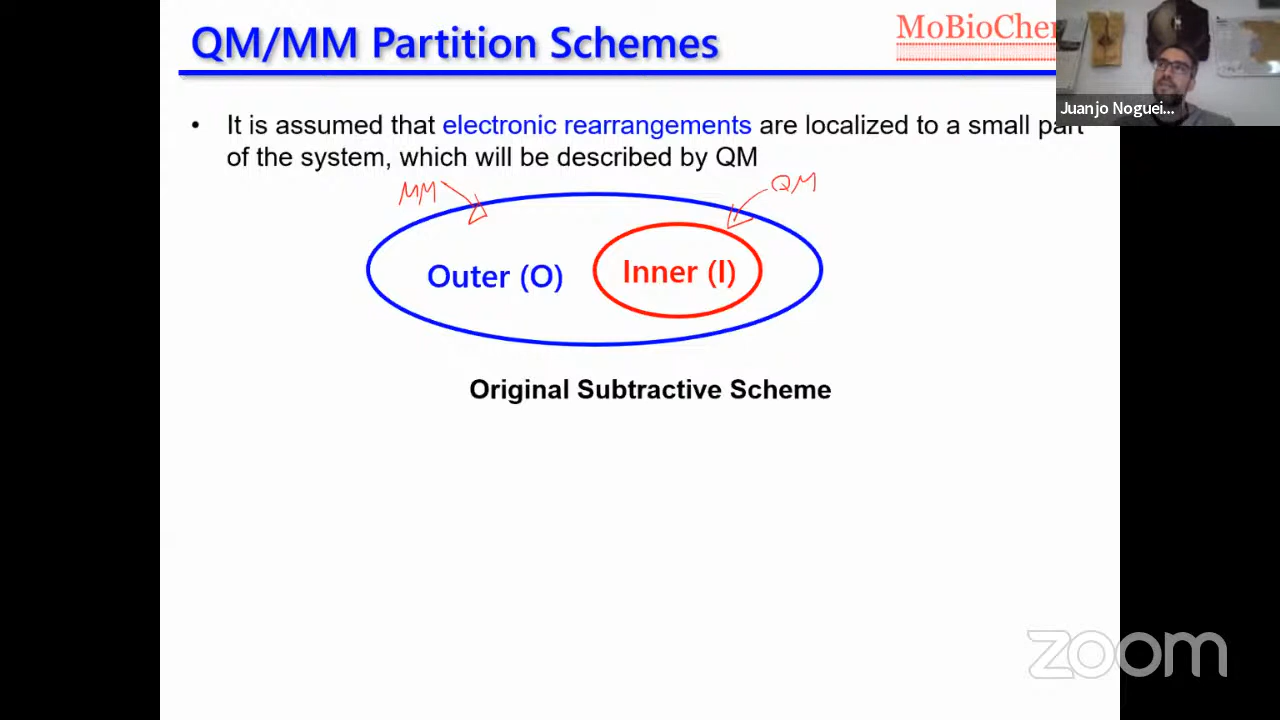 QM/MM Partition Schemes
MoBioChe
Juanjo Noguei...
• It is assumed that electronic rearrangements are localized to a small part
of the system, which will be described by QM
MM
QM
Outer (O)
Inner (I)
Original Subtractive Scheme
zoom